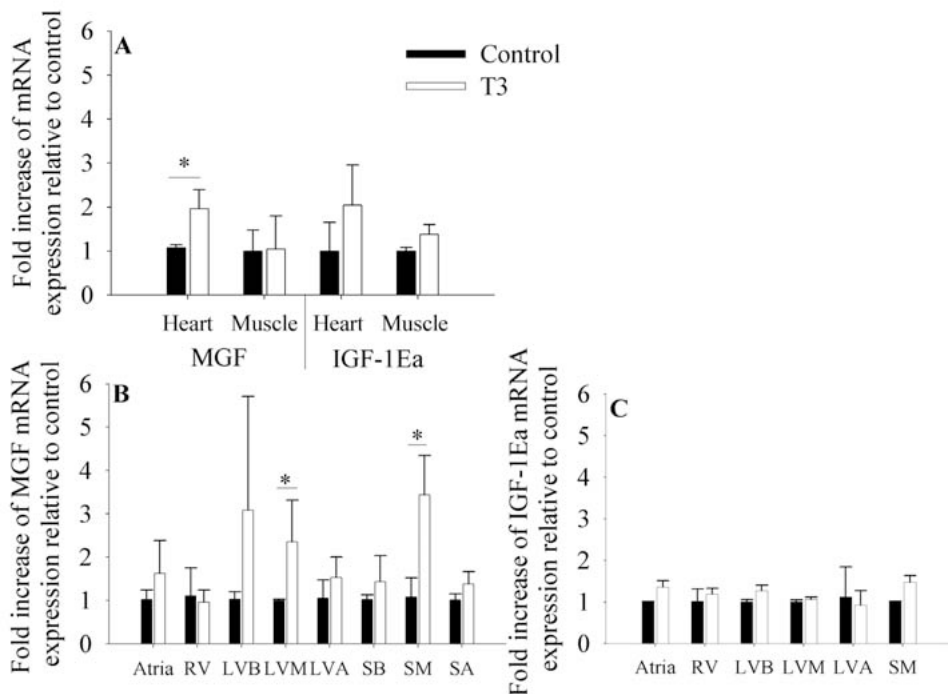 A
Fold increase of mRNA
expression relative to control
6
5
4
3
2
1
0
Control
T3
*
Heart Muscle Heart Muscle
MGF IGF-1Ea
B
Fold increase of MGF mRNA
expression relative to control
6
5
4
3
2
1
0
*
*
Atria RV LVB LVM LVA SB SM SA
C
Fold increase of IGF-1Ea mRNA
expression relative to control
6
5
4
3
2
1
0
Atria RV LVB LVM LVA SM